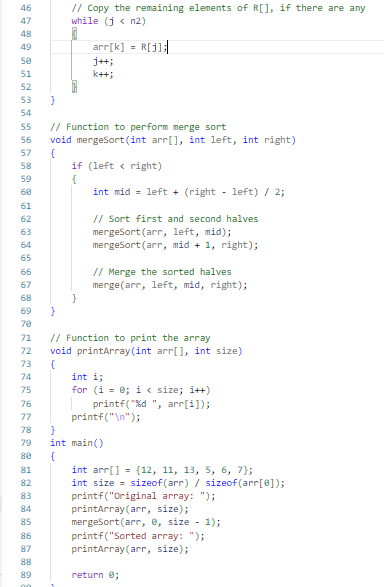 46 // Copy the remaining elements of R[], if there are any
47 while (j < n2)
48 {
49 arr[k] = R[j];
50 j++;
51 k++;
52 }
53 }
54
55 // Function to perform merge sort
56 void mergeSort(int arr[], int left, int right)
57 {
58 if (left < right)
59 {
60 int mid = left + (right - left) / 2;
61
62 // Sort first and second halves
63 mergeSort(arr, left, mid);
64 mergeSort(arr, mid + 1, right);
65
66 // Merge the sorted halves
67 merge(arr, left, mid, right);
68 }
69 }
70
71 // Function to print the array
72 void printArray(int arr[], int size)
73 {
74 int i;
75 for (i = 0; i < size; i++)
76 printf("%d ", arr[i]);
77 printf("\n");
78 }
79 int main()
80 {
81 int arr[] = {12, 11, 13, 5, 6, 7};
82 int size = sizeof(arr) / sizeof(arr[0]);
83 printf("Original array: ");
84 printArray(arr, size);
85 mergeSort(arr, 0, size - 1);
86 printf("Sorted array: ");
87 printArray(arr, size);
88
89 return 0;